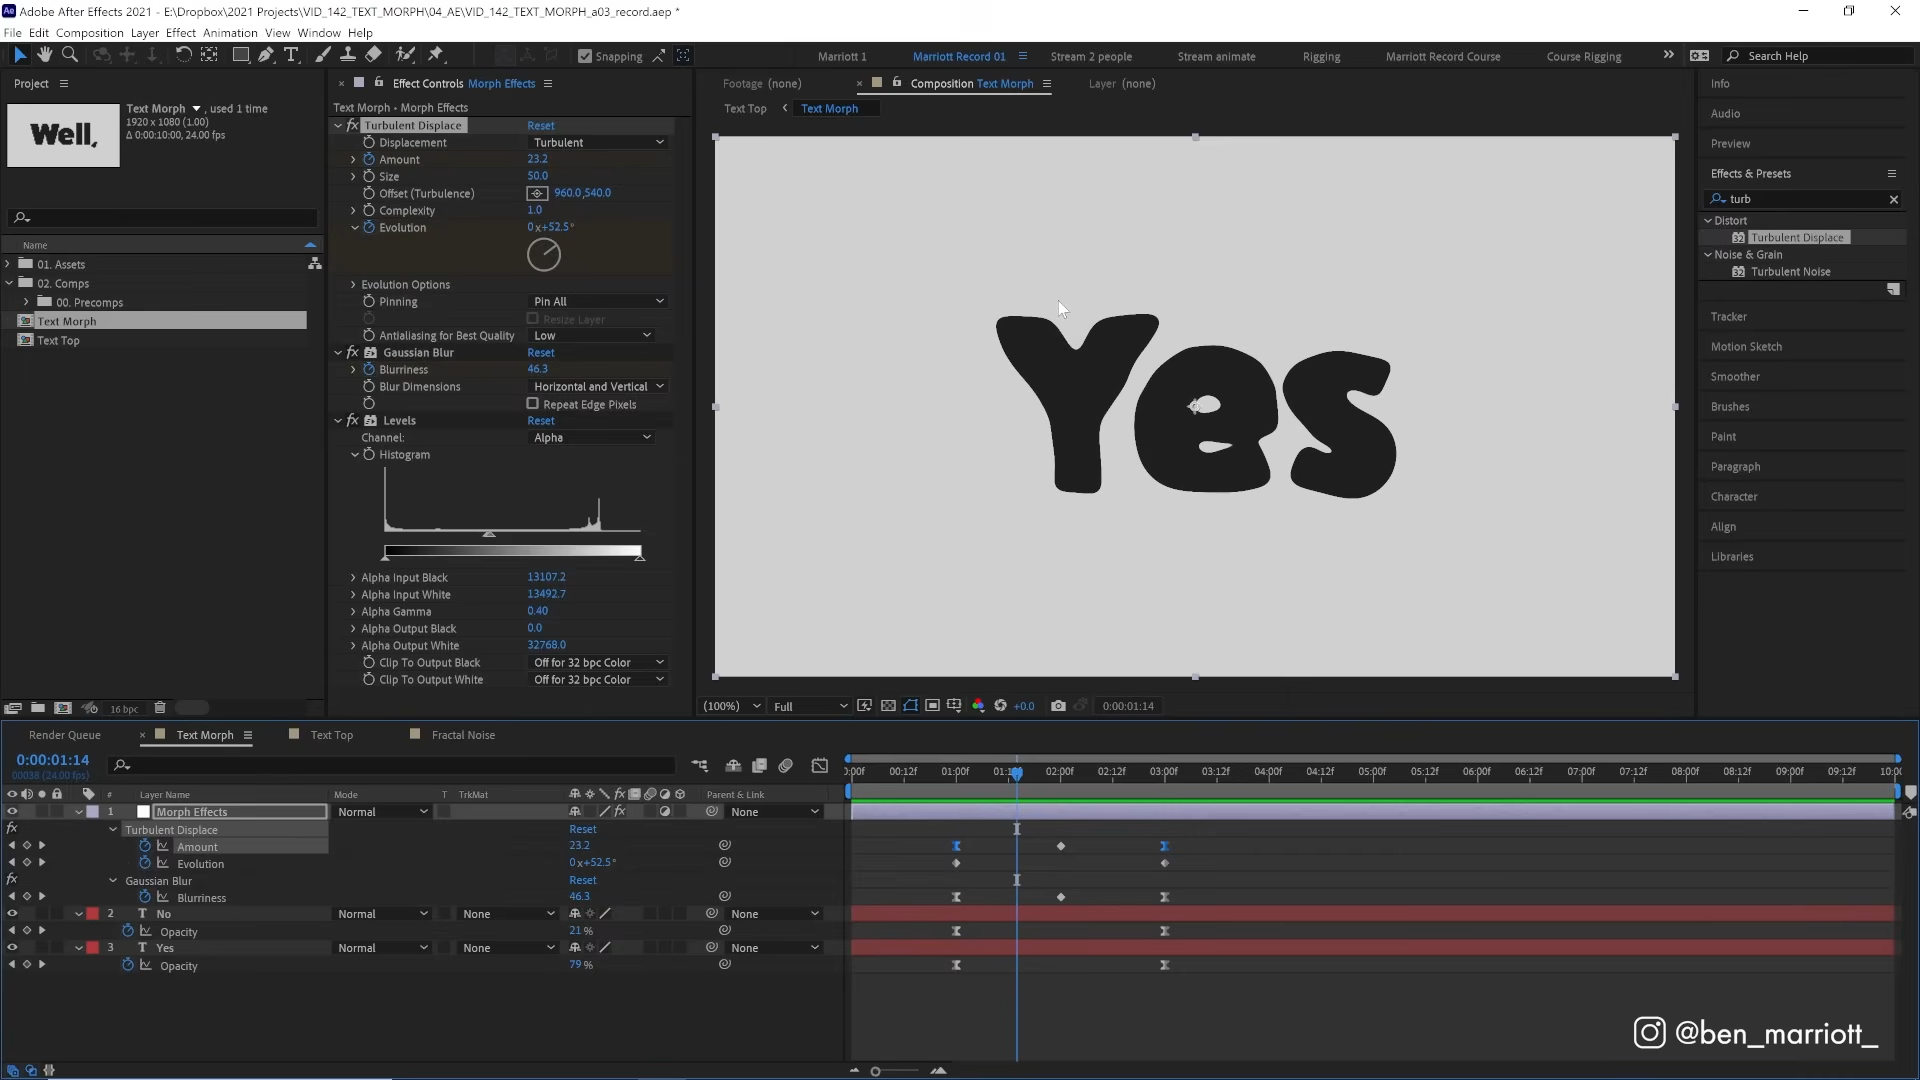 Adobe After Effects 2021 - E:\Dropbox\2021 Projects\VID_142_TEXT_MORPH\04_AE\VID_142_TEXT_MORPH_a03_record.aep *
File Edit Composition Layer Effect Animation View Window Help
Snapping
Marriott 1 Marriott Record 01 Stream 2 people Stream animate Rigging Marriott Record Course Course Rigging
Search Help
Project
Text Morph , used 1 time
1920 x 1080 (1.00)
Δ 0:00:10:00, 24.00 fps
Well,
Name
01. Assets
02. Comps
00. Precomps
Text Morph
Text Top
16 bpc
Effect Controls Morph Effects
Text Morph • Morph Effects
fx Turbulent Displace Reset
Displacement Turbulent
Amount 23.2
Size 50.0
Offset (Turbulence) 960.0,540.0
Complexity 1.0
Evolution 0x+52.5°
Evolution Options
Pinning Pin All
Resize Layer
Antialiasing for Best Quality Low
fx Gaussian Blur Reset
Blurriness 46.3
Blur Dimensions Horizontal and Vertical
Repeat Edge Pixels
fx Levels Reset
Channel: Alpha
Histogram
Alpha Input Black 13107.2
Alpha Input White 13492.7
Alpha Gamma 0.40
Alpha Output Black 0.0
Alpha Output White 32768.0
Clip To Output Black Off for 32 bpc Color
Clip To Output White Off for 32 bpc Color
Footage (none) Composition Text Morph Layer (none)
Text Top Text Morph
Yes
(100%) Full +0.0 0:00:01:14
Info
Audio
Preview
Effects & Presets
turb
Distort
32 Turbulent Displace
Noise & Grain
32 Turbulent Noise
Tracker
Motion Sketch
Smoother
Brushes
Paint
Paragraph
Character
Align
Libraries
Render Queue Text Morph Text Top Fractal Noise
0:00:01:14
00038 (24.00 fps)
# Layer Name Mode T TrkMat fx Parent & Link
00:12f 01:00f 02:00f 02:12f 03:00f 03:12f 04:00f 04:12f 05:00f 05:12f 06:00f 06:12f 07:00f 07:12f 08:00f 08:12f 09:00f 09:12f
1 Morph Effects Normal fx None
fx Turbulent Displace Reset
Amount 23.2
Evolution 0x+52.5°
fx Gaussian Blur Reset
Blurriness 46.3
2 T No Normal None None
Opacity 21 %
3 T Yes Normal None None
Opacity 79 %
@ben_marriott_